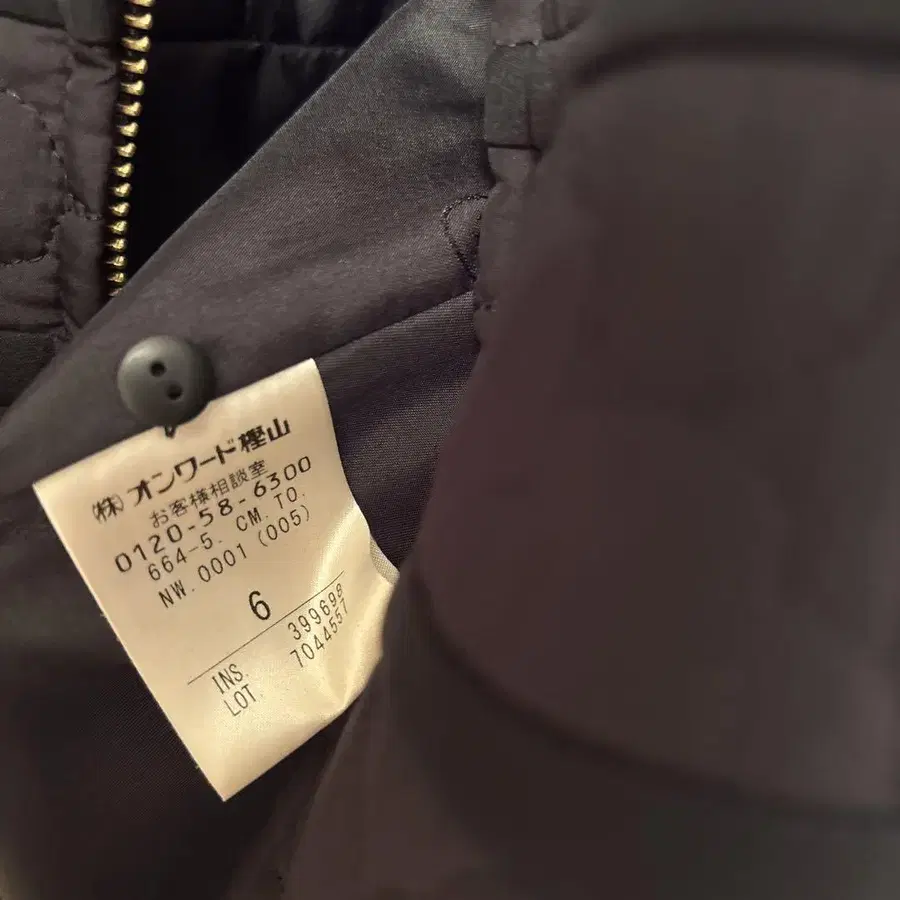 (株)オンワード樫山
お客様相談室
0120-58-6300
664-5. CM. TO.
NW. 0001 (005)
6
INS. 399698
LOT. 7044557